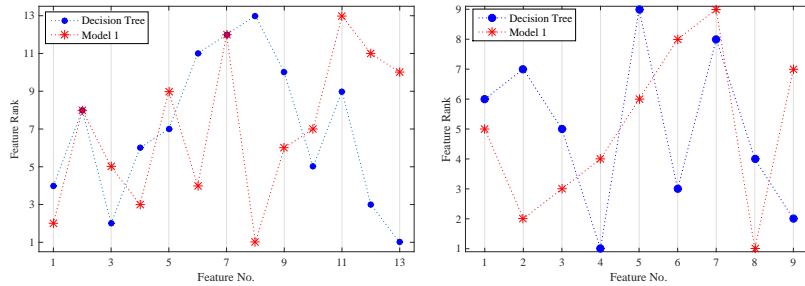 Decision Tree
Model 1
Feature Rank
13
11
9
7
5
3
1
1 3 5 7 9 11 13
Feature No.
Decision Tree
Model 1
Feature Rank
9
8
7
6
5
4
3
2
1
1 2 3 4 5 6 7 8 9
Feature No.